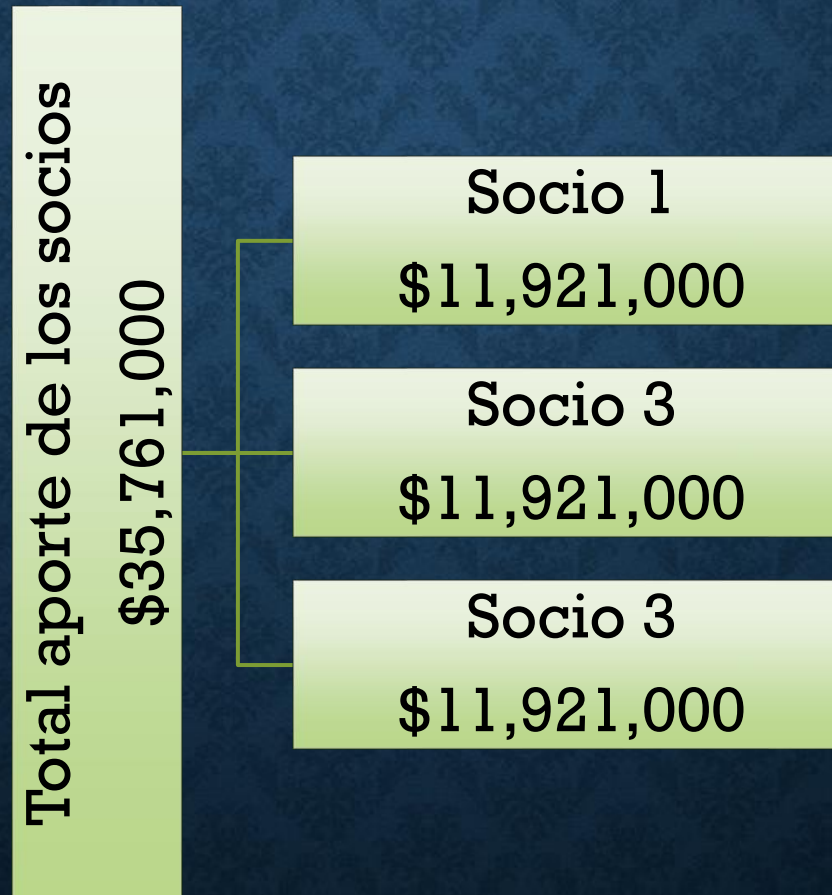 Total aporte de los socios
$35,761,000
Socio 1
$11,921,000
Socio 3
$11,921,000
Socio 3
$11,921,000